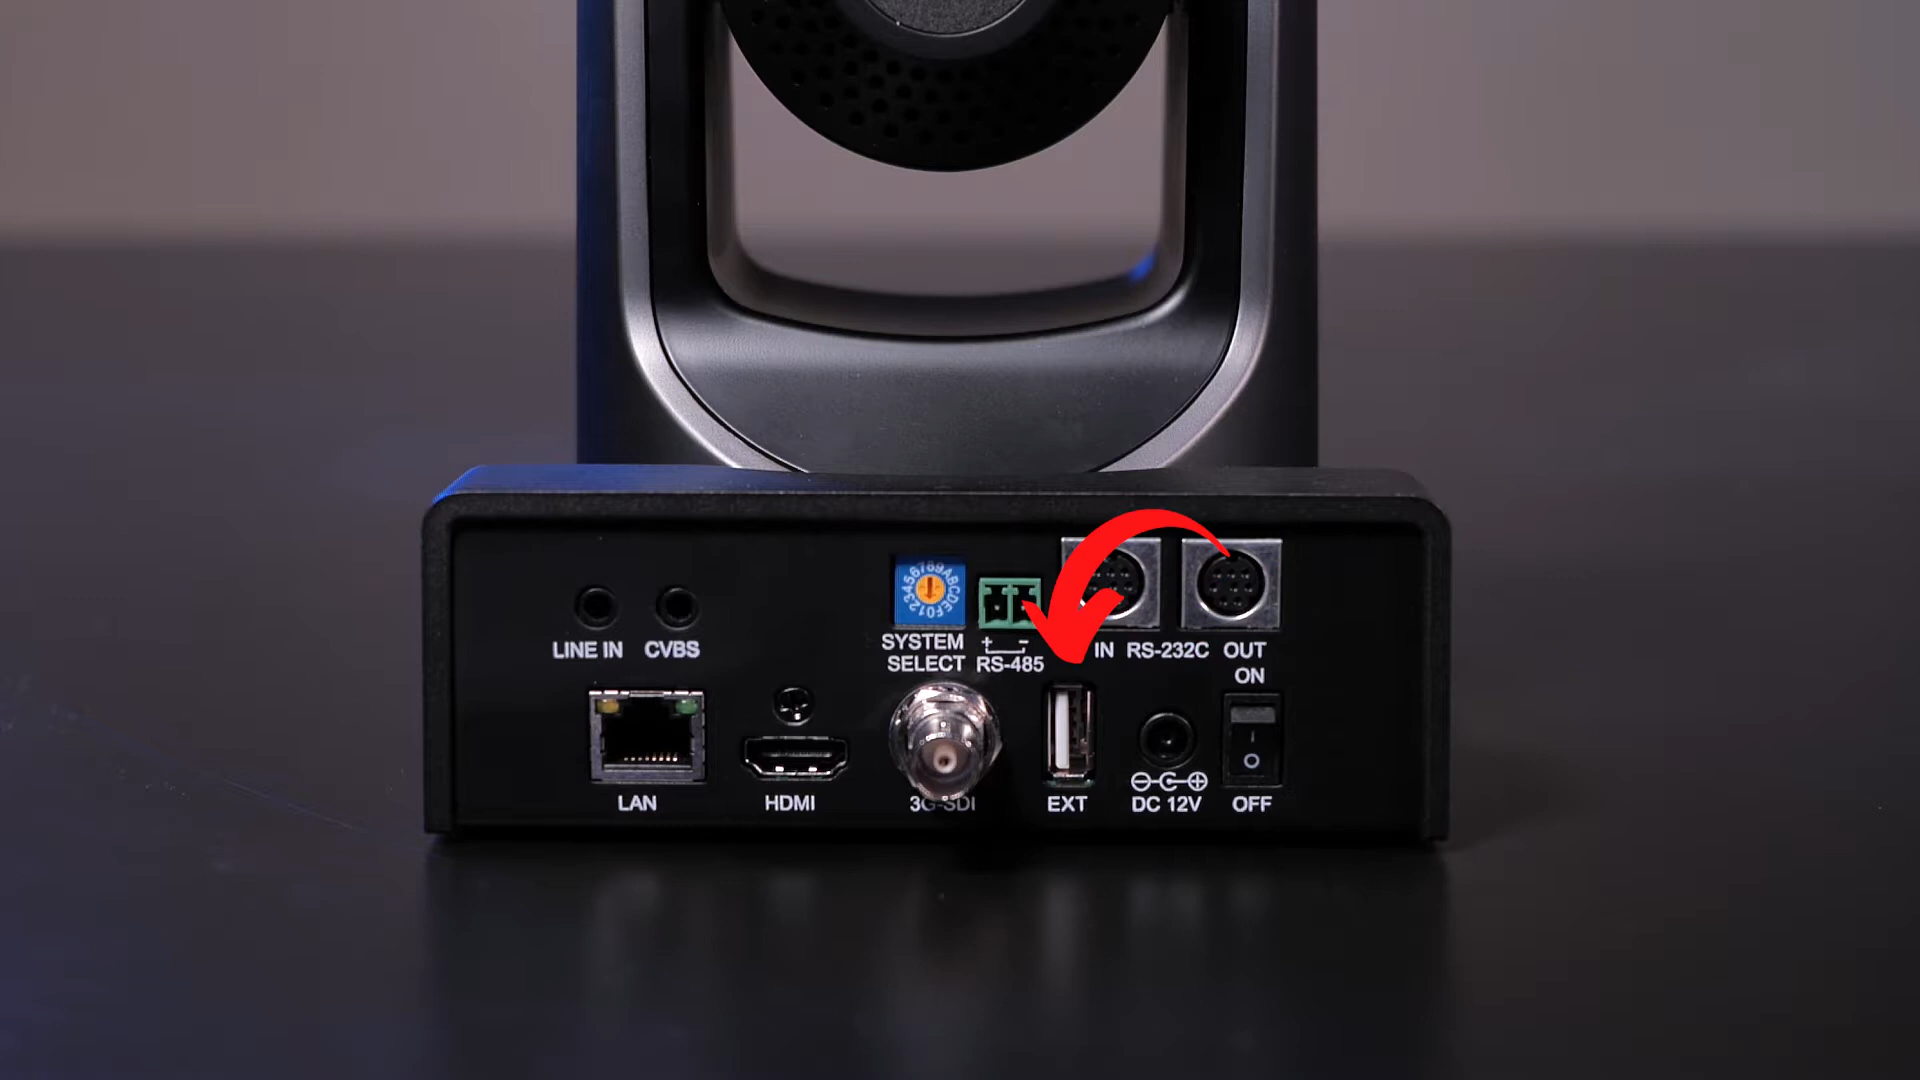 456789ABCDEF0123
LINE IN
CVBS
SYSTEM
SELECT
+ -
RS-485
IN RS-232C OUT
ON
LAN
HDMI
3G-SDI
EXT
DC 12V
OFF